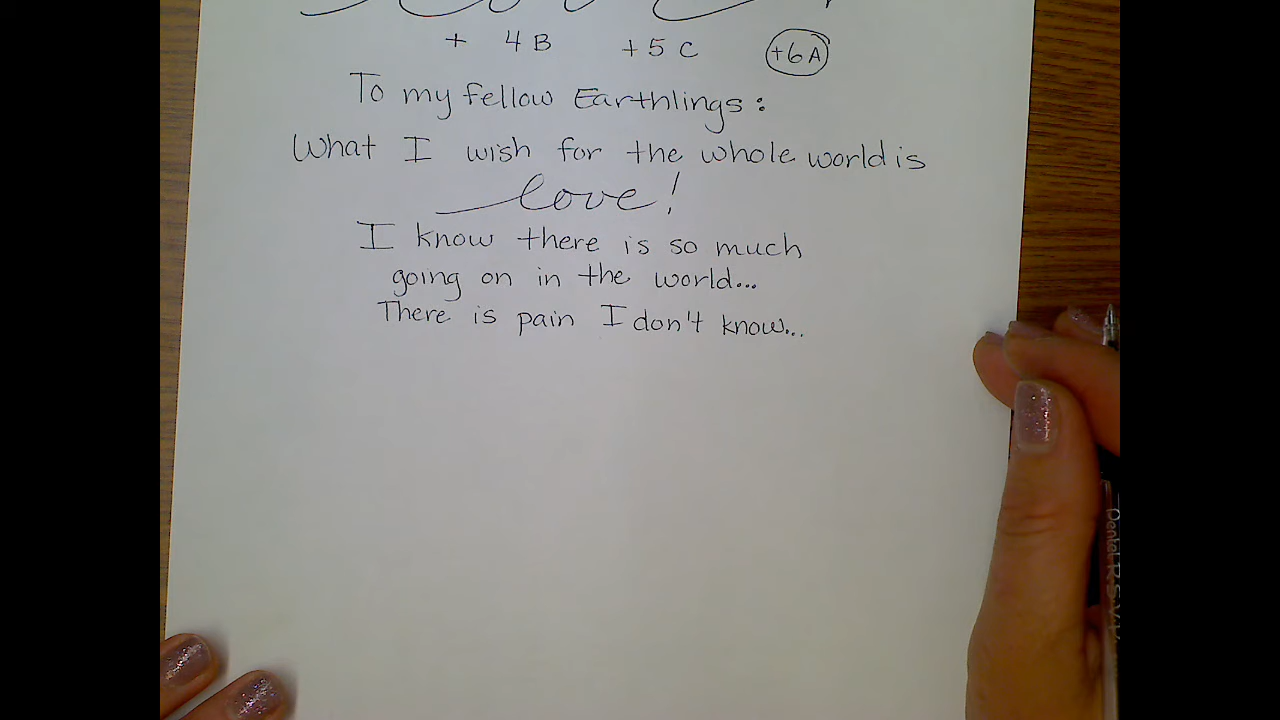 + 4B +5C +6A
To my fellow Earthlings:
What I wish for the whole world is
love!
I know there is so much
going on in the world...
There is pain I don't know...
Pentel R.S.V.P.